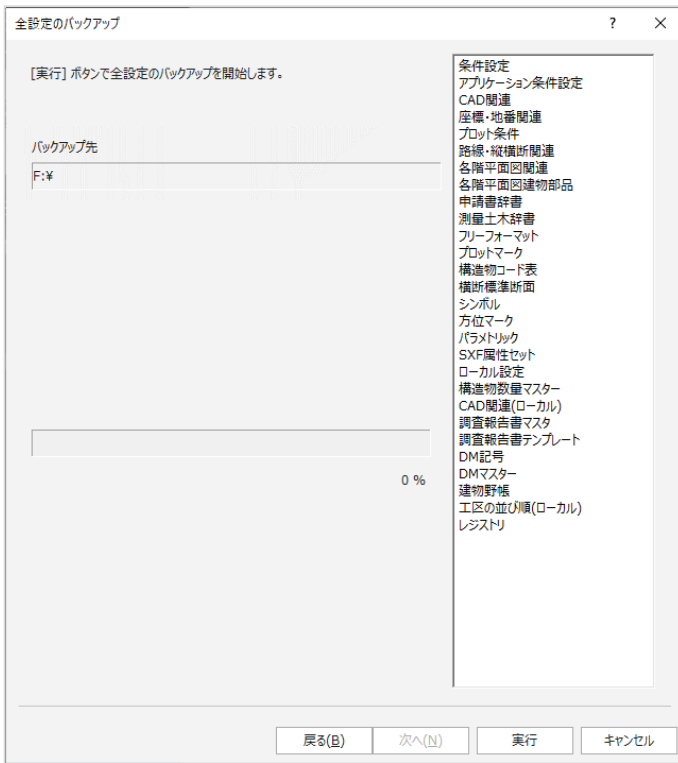 全設定のバックアップ
?
×
[実行] ボタンで全設定のバックアップを開始します。
バックアップ先
F:¥
0 %
条件設定
アプリケーション条件設定
CAD関連
座標・地番関連
プロット条件
路線・縦横断関連
各階平面図関連
各階平面図建物部品
申請書辞書
測量土木辞書
フリーフォーマット
プロットマーク
構造物コード表
横断標準断面
シンボル
方位マーク
パラメトリック
SXF属性セット
ローカル設定
構造物数量マスター
CAD関連(ローカル)
調査報告書マスタ
調査報告書テンプレート
DM記号
DMマスター
建物野帳
工区の並び順(ローカル)
レジストリ
戻る(B)
次へ(N)
実行
キャンセル